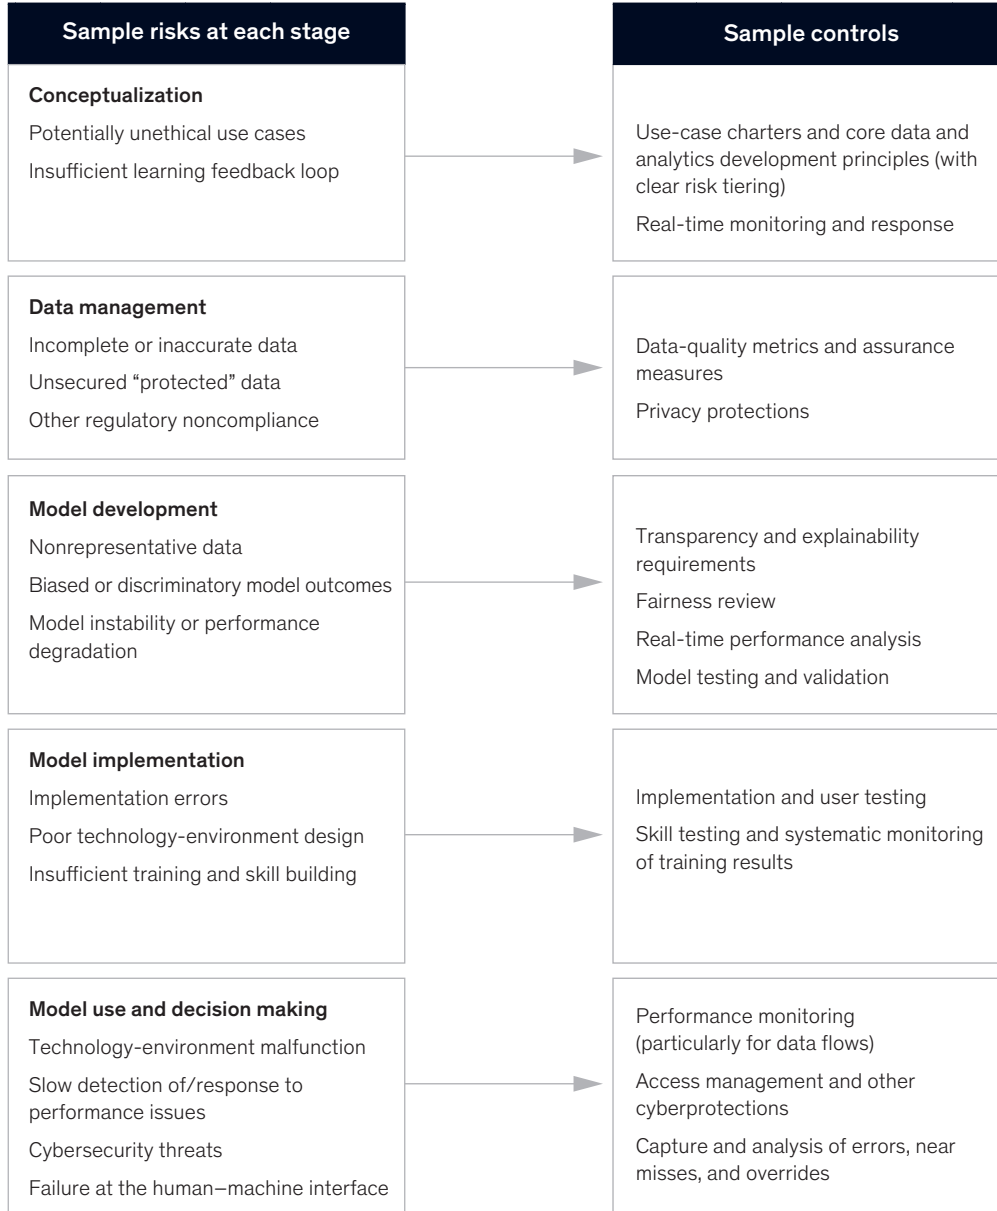 Sample risks at each stage
Sample controls
Conceptualization
Potentially unethical use cases
Insufficient learning feedback loop
Use-case charters and core data and
analytics development principles (with
clear risk tiering)
Real-time monitoring and response
Data management
Incomplete or inaccurate data
Unsecured “protected” data
Other regulatory noncompliance
Data-quality metrics and assurance
measures
Privacy protections
Model development
Nonrepresentative data
Biased or discriminatory model outcomes
Model instability or performance
degradation
Transparency and explainability
requirements
Fairness review
Real-time performance analysis
Model testing and validation
Model implementation
Implementation errors
Poor technology-environment design
Insufficient training and skill building
Implementation and user testing
Skill testing and systematic monitoring
of training results
Model use and decision making
Technology-environment malfunction
Slow detection of/response to
performance issues
Cybersecurity threats
Failure at the human–machine interface
Performance monitoring
(particularly for data flows)
Access management and other
cyberprotections
Capture and analysis of errors, near
misses, and overrides